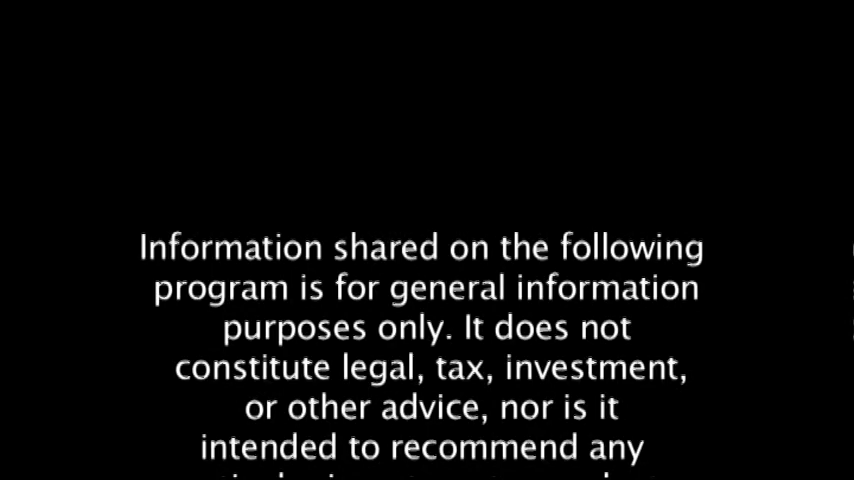 Information shared on the following
program is for general information
purposes only. It does not
constitute legal, tax, investment,
or other advice, nor is it
intended to recommend any